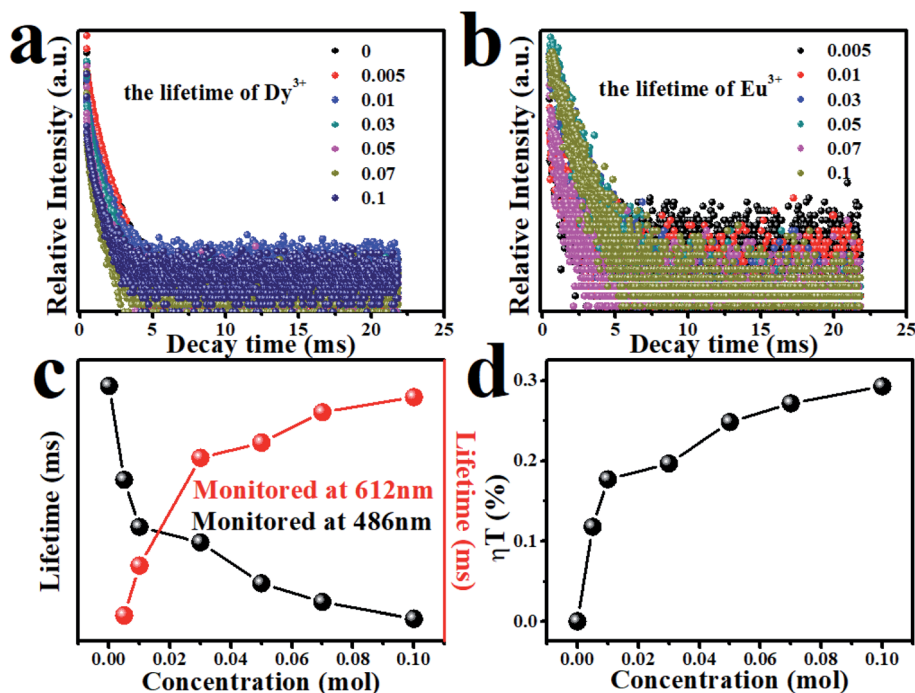 a
Relative Intensity (a.u.)
the lifetime of Dy³⁺
0
0.005
0.01
0.03
0.05
0.07
0.1
0 5 10 15 20 25
Decay time (ms)
b
Relative Intensity (a.u.)
the lifetime of Eu³⁺
0.005
0.01
0.03
0.05
0.07
0.1
0 5 10 15 20 25
Decay time (ms)
c
Lifetime (ms)
Monitored at 612nm
Monitored at 486nm
Lifetime (ms)
0.00 0.02 0.04 0.06 0.08 0.10
Concentration (mol)
d
ηT (%)
0.3
0.2
0.1
0.0
0.00 0.02 0.04 0.06 0.08 0.10
Concentration (mol)